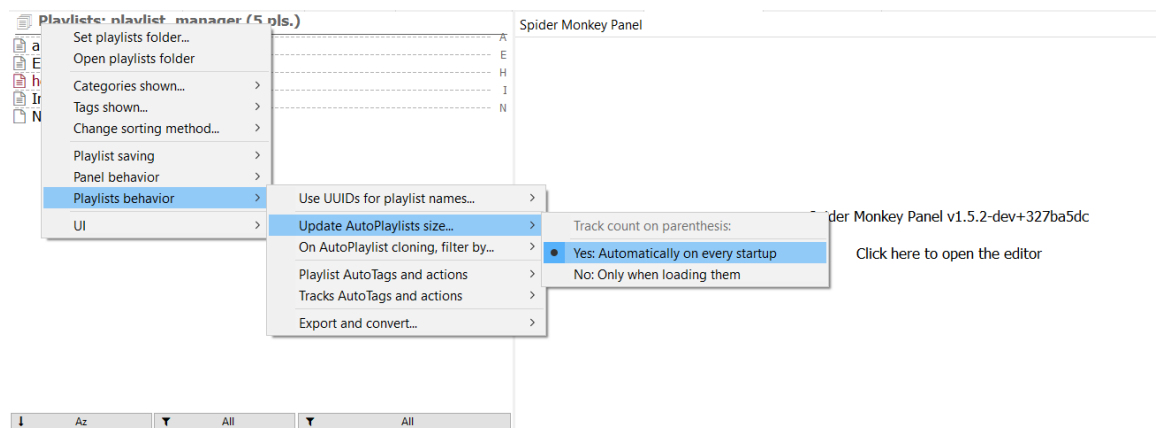 Playlists: playlist_manager (5 pls.)
Spider Monkey Panel
Set playlists folder...
Open playlists folder
Categories shown...
Tags shown...
Change sorting method...
Playlist saving
Panel behavior
Playlists behavior
UI
a
E
h
Ir
N
A
E
H
I
N
Use UUIDs for playlist names...
Update AutoPlaylists size...
On AutoPlaylist cloning, filter by...
Playlist AutoTags and actions
Tracks AutoTags and actions
Export and convert...
Track count on parenthesis:
Yes: Automatically on every startup
No: Only when loading them
Spider Monkey Panel v1.5.2-dev+327ba5dc
Click here to open the editor
Az
All
All